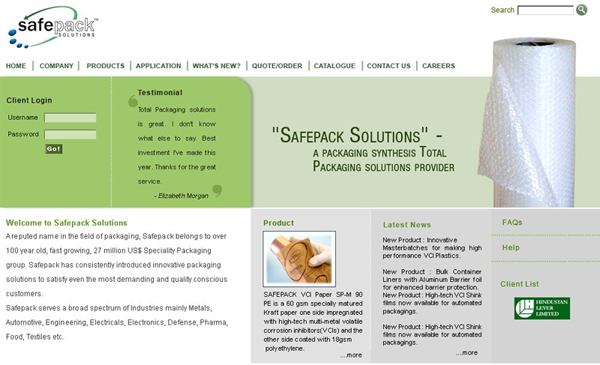 Search
safepack™
SOLUTIONS
HOME | COMPANY | PRODUCTS | APPLICATION | WHAT'S NEW? | QUOTE/ORDER | CATALOGUE | CONTACT US | CAREERS
Client Login
Username
Password
Go!
Testimonial
Total Packaging solutions
is great. I don't know
what else to say. Best
investment I've made this
year. Thanks for the great
service.
- Elizabeth Morgan
"SAFEPACK SOLUTIONS" -
A PACKAGING SYNTHESIS TOTAL
PACKAGING SOLUTIONS PROVIDER
Welcome to Safepack Solutions
A reputed name in the field of packaging, Safepack belongs to over
100 year old, fast growing, 27 million US$ Speciality Packaging
group. Safepack has consistently introduced innovative packaging
solutions to satisfy even the most demanding and quality conscious
customers.
Safepack serves a broad spectrum of Industries mainly Metals,
Automotive, Engineering, Electricals, Electronics, Defense, Pharma,
Food, Textiles etc.
Product
SAFEPACK VCI Paper SP-M 90
PE is a 60 gm specially matured
Kraft paper one side impregnated
with high-tech multi-metal volatile
corrosion inhibitors(VCIs) and the
other side coated with 18gsm
polyethylene.
....more
Latest News
New Product : Innovative
Masterbatches for making high
performance VCI Plastics.
New Product : Bulk Container
Liners with Aluminum Barrier foil
for enhanced barrier protection.
New Product : High-tech VCI Shink
films now available for automated
packagings.
New Product : High-tech VCI Shink
films now available for automated
packagings.
....more
FAQs
Help
Client List
HINDUSTAN
LEVER
LIMITED